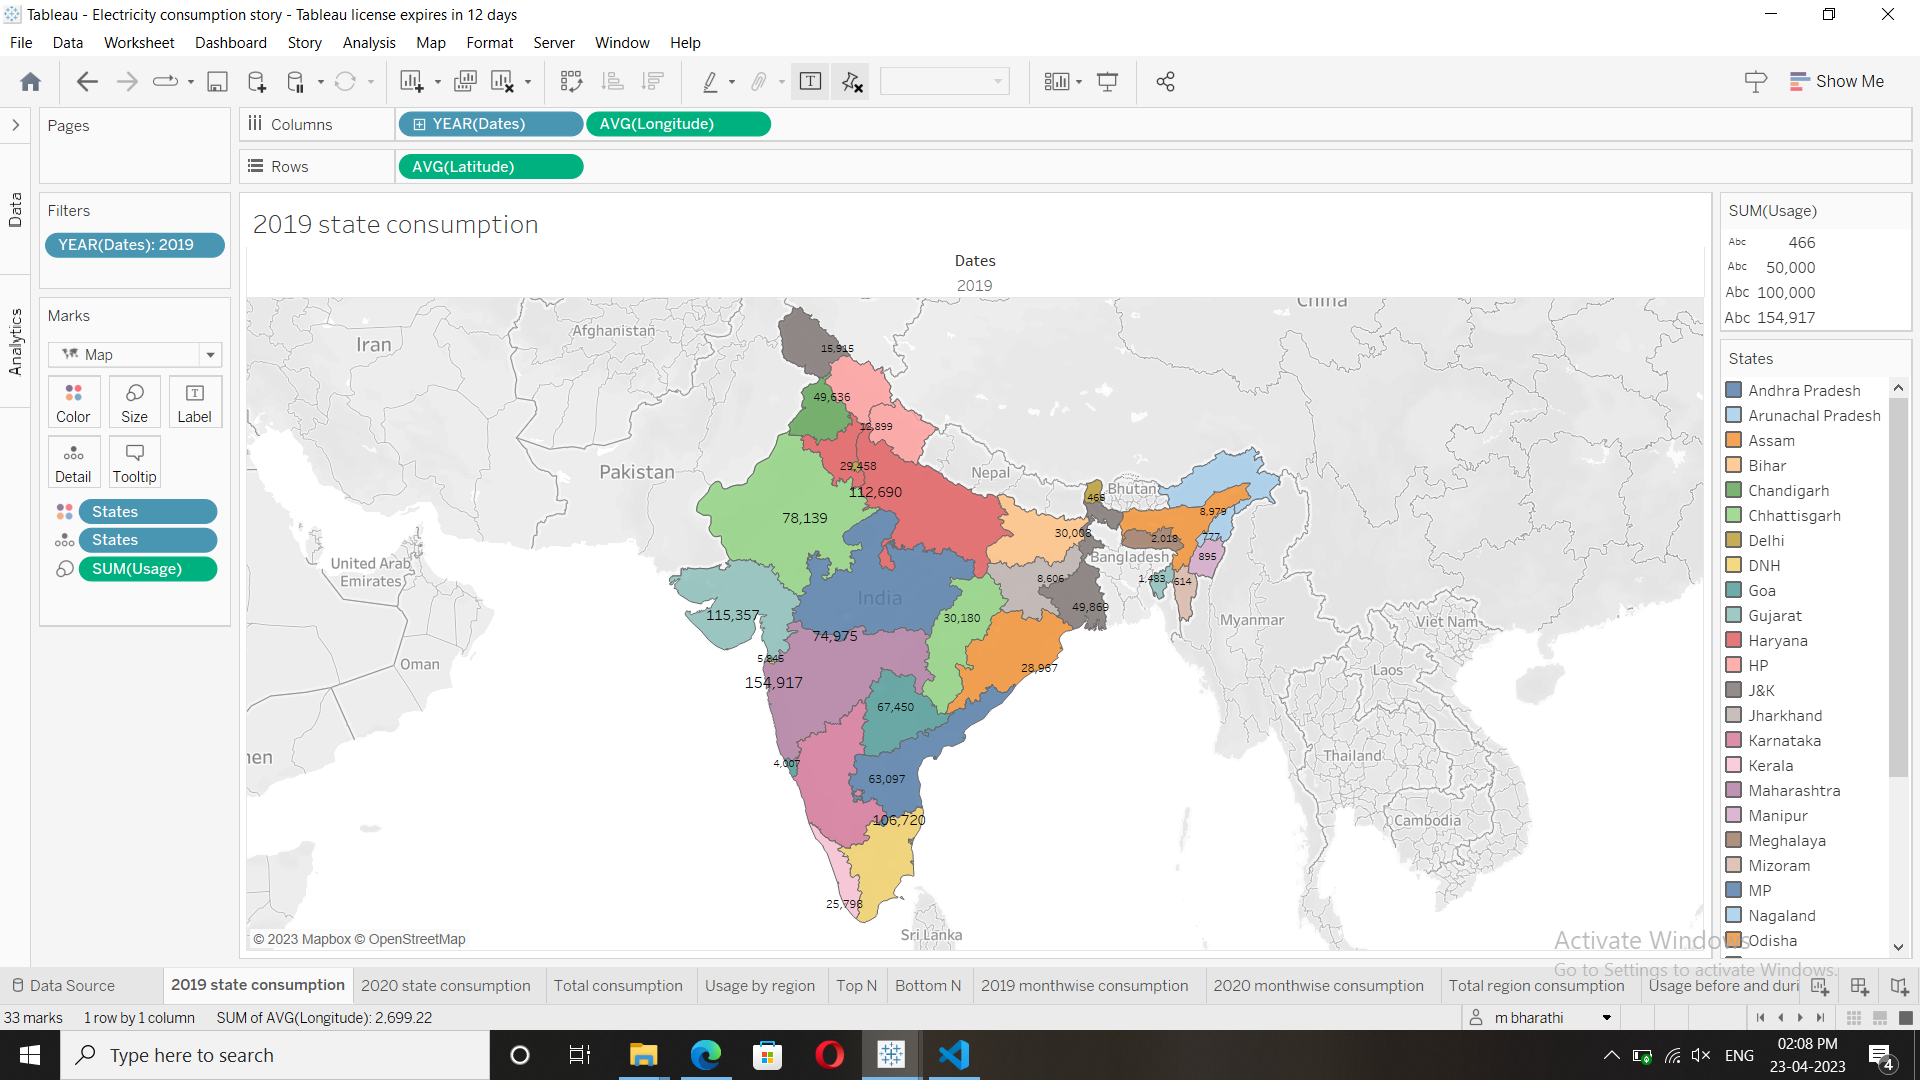 Tableau - Electricity consumption story - Tableau license expires in 12 days
File Data Worksheet Dashboard Story Analysis Map Format Server Window Help
Show Me
Pages
Columns
YEAR(Dates)
AVG(Longitude)
Rows
AVG(Latitude)
Data
Analytics
Filters
YEAR(Dates): 2019
Marks
Map
Color
Size
Label
Detail
Tooltip
States
States
SUM(Usage)
2019 state consumption
Dates
2019
China
Afghanistan
Iran
Pakistan
Nepal
Bhutan
Bangladesh
United Arab
Emirates
Oman
India
Myanmar
Viet Nam
Laos
Thailand
Cambodia
Sri Lanka
15,915
49,636
29,458
112,690
78,139
466
8,979
30,008
2,018
777
895
8,606
1,483
614
49,869
115,357
30,180
74,975
28,967
154,917
67,450
4,007
63,097
106,720
25,798
© 2023 Mapbox © OpenStreetMap
SUM(Usage)
Abc 466
Abc 50,000
Abc 100,000
Abc 154,917
States
Andhra Pradesh
Arunachal Pradesh
Assam
Bihar
Chandigarh
Chhattisgarh
Delhi
DNH
Goa
Gujarat
Haryana
HP
J&K
Jharkhand
Karnataka
Kerala
Maharashtra
Manipur
Meghalaya
Mizoram
MP
Nagaland
Odisha
Activate Windows
Go to Settings to activate Windows.
Data Source
2019 state consumption
2020 state consumption
Total consumption
Usage by region
Top N
Bottom N
2019 monthwise consumption
2020 monthwise consumption
Total region consumption
Usage before and duri
33 marks 1 row by 1 column SUM of AVG(Longitude): 2,699.22
m bharathi
Type here to search
ENG
02:08 PM
23-04-2023
4